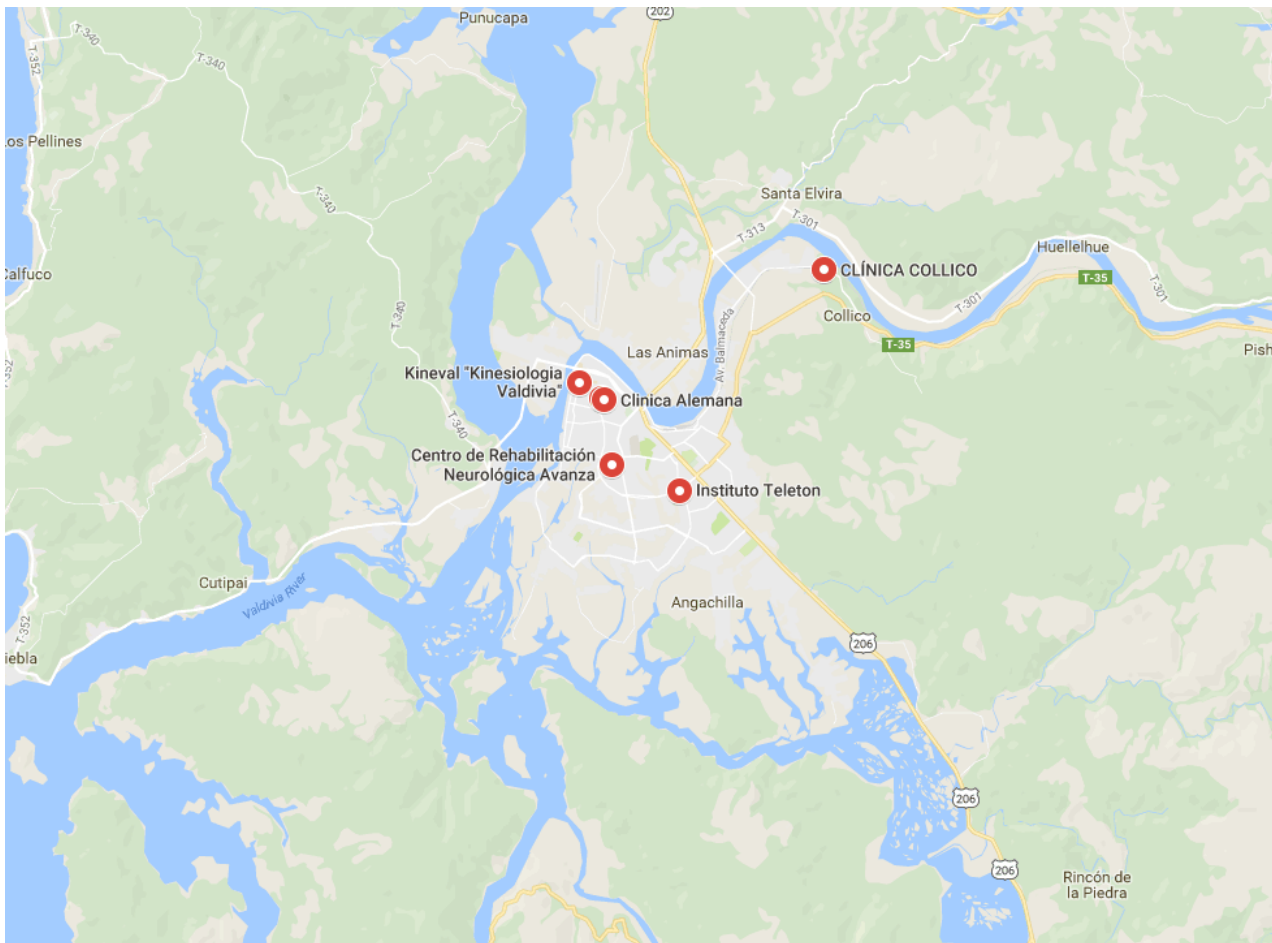 Punucapa
202
T-340
T-352
T-340
Los Pellines
T-340
Santa Elvira
T-301
T-313
Calfuco
CLÍNICA COLLICO
Huellelhue
T-35
T-301
T-301
T-340
Collico
Av. Balmaceda
T-35
Pish
Las Animas
T-352
Kineval "Kinesiologia
Valdivia"
Clinica Alemana
T-340
Centro de Rehabilitación
Neurológica Avanza
Instituto Teleton
Cutipai
Valdivia River
Angachilla
T-352
iebla
206
206
206
Rincón de
la Piedra